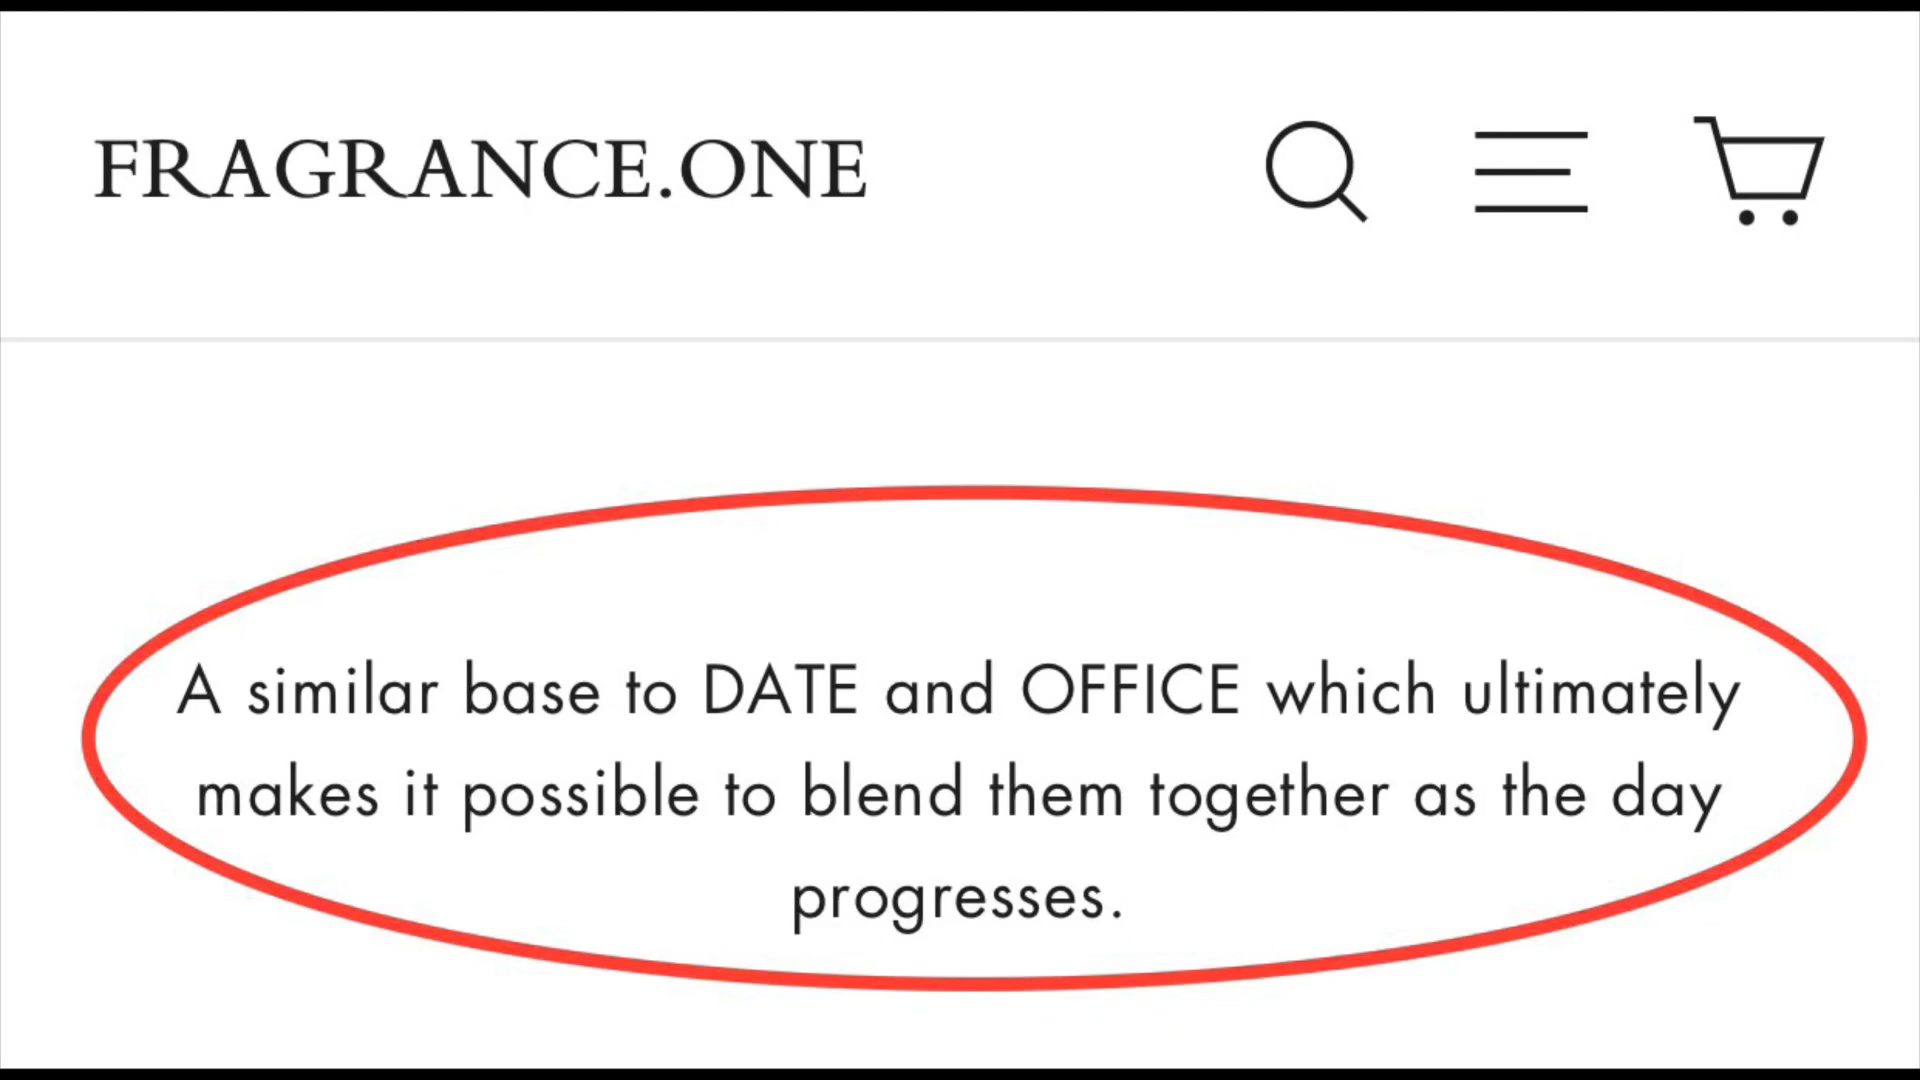 FRAGRANCE.ONE
A similar base to DATE and OFFICE which ultimately
makes it possible to blend them together as the day
progresses.